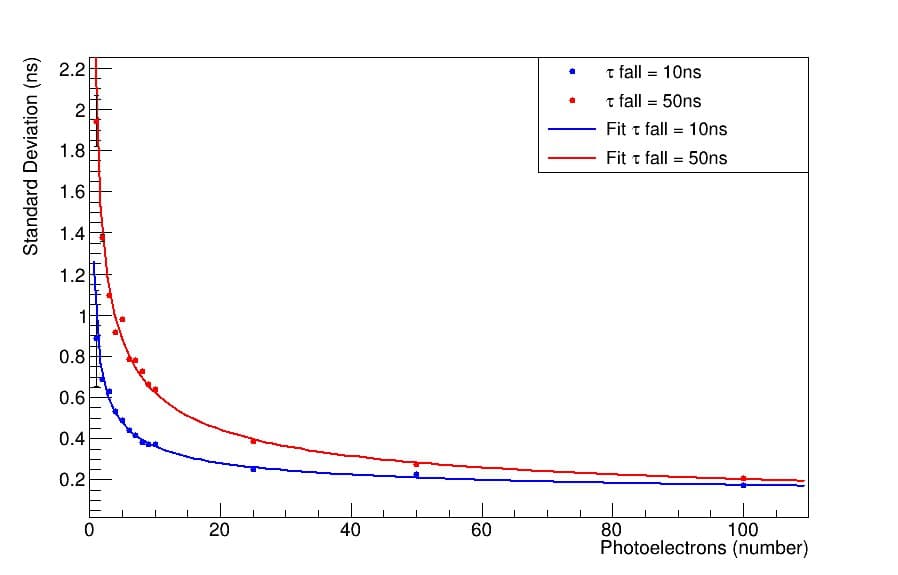 Standard Deviation (ns)
2.2
2
1.8
1.6
1.4
1.2
1
0.8
0.6
0.4
0.2
τ fall = 10ns
τ fall = 50ns
Fit τ fall = 10ns
Fit τ fall = 50ns
0 20 40 60 80 100
Photoelectrons (number)